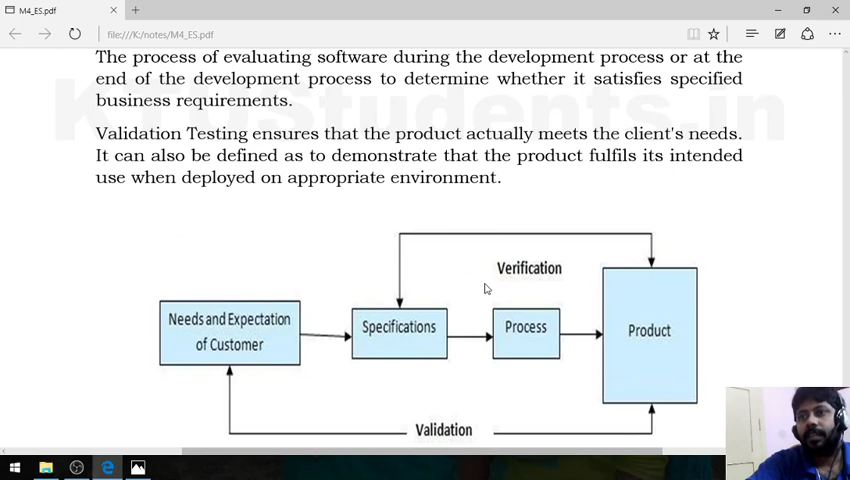 M4_ES.pdf
file:///K:/notes/M4_ES.pdf
The process of evaluating software during the development process or at the
end of the development process to determine whether it satisfies specified
business requirements.
KTUStudents.in
Validation Testing ensures that the product actually meets the client's needs.
It can also be defined as to demonstrate that the product fulfils its intended
use when deployed on appropriate environment.
Verification
Needs and Expectation
of Customer
Specifications
Process
Product
Validation